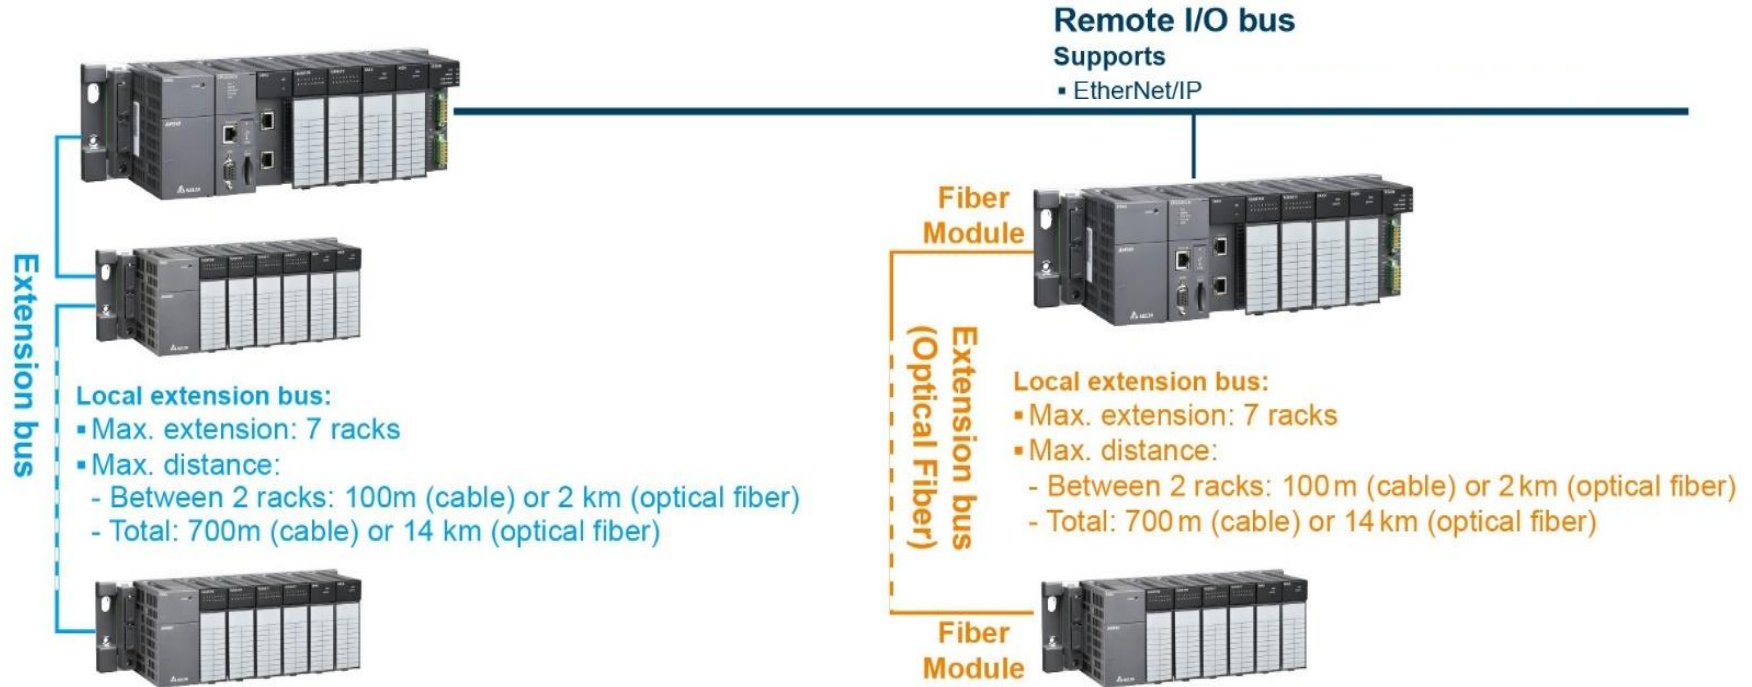 Remote I/O bus
Supports
▪ EtherNet/IP
Extension bus
Local extension bus:
▪ Max. extension: 7 racks
▪ Max. distance:
- Between 2 racks: 100m (cable) or 2 km (optical fiber)
- Total: 700m (cable) or 14 km (optical fiber)
Fiber
Module
Extension bus
(Optical Fiber)
Local extension bus:
▪ Max. extension: 7 racks
▪ Max. distance:
- Between 2 racks: 100 m (cable) or 2 km (optical fiber)
- Total: 700 m (cable) or 14 km (optical fiber)
Fiber
Module